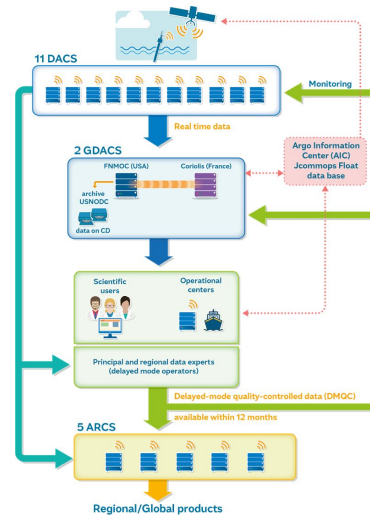 11 DACS
Monitoring
Real time data
2 GDACS
FNMOC (USA)
Coriolis (France)
Argo Information
Center (AIC)
Jcommops Float
data base
archive
USNODC
data on CD
Scientific
users
Operational
centers
Principal and regional data experts
(delayed mode operators)
Delayed-mode quality-controlled data (DMQC)
available within 12 months
5 ARCS
Regional/Global products